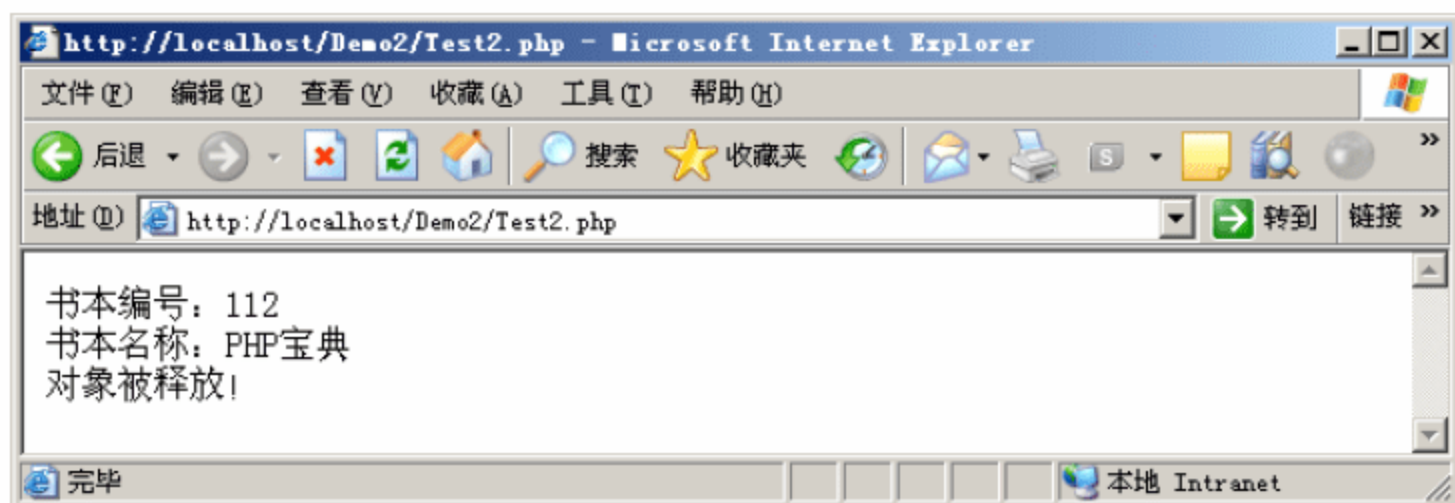 http://localhost/Demo2/Test2.php - Microsoft Internet Explorer
文件(F) 编辑(E) 查看(V) 收藏(A) 工具(T) 帮助(H)
后退 搜索 收藏夹 S »
地址(D) http://localhost/Demo2/Test2.php 转到 链接 »
书本编号：112
书本名称：PHP宝典
对象被释放!
完毕 本地 Intranet